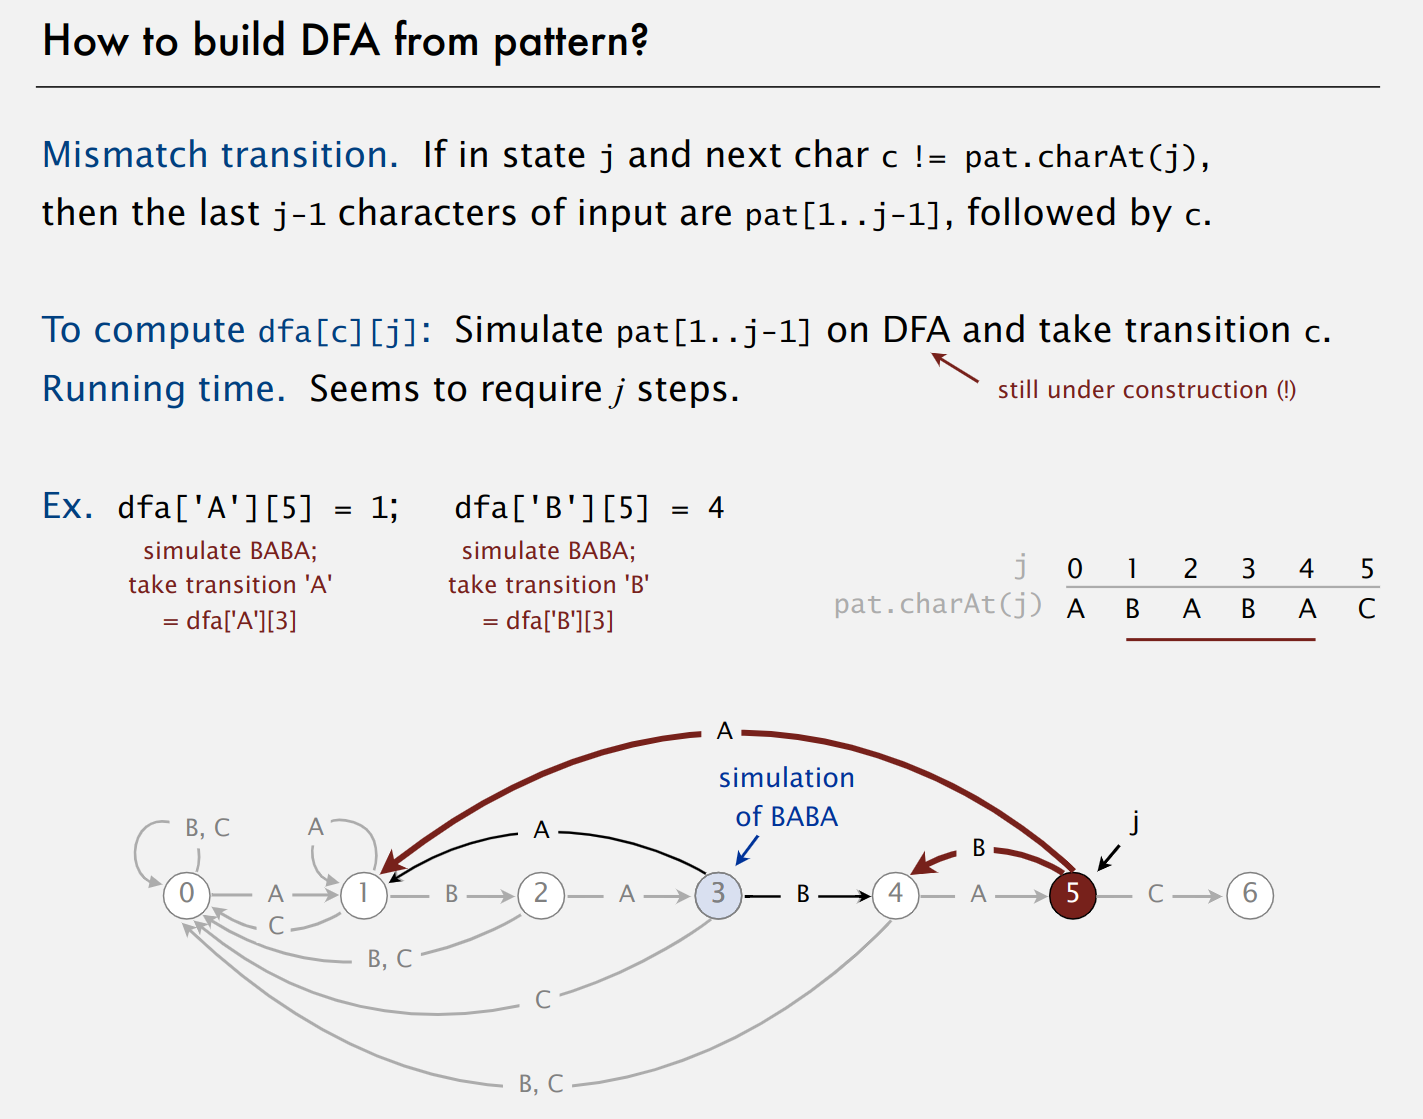 How to build DFA from pattern?
Mismatch transition. If in state j and next char c != pat.charAt(j),
then the last j-1 characters of input are pat[1..j-1], followed by c.
To compute dfa[c][j]: Simulate pat[1..j-1] on DFA and take transition c.
still under construction (!)
Running time. Seems to require j steps.
Ex. dfa['A'][5] = 1; dfa['B'][5] = 4
simulate BABA; simulate BABA;
take transition 'A' take transition 'B'
= dfa['A'][3] = dfa['B'][3]
j 0 1 2 3 4 5
pat.charAt(j) A B A B A C
A
simulation
of BABA
j
B, C A A B
0 A 1 B 2 A 3 B 4 A 5 C 6
C
B, C
C
B, C